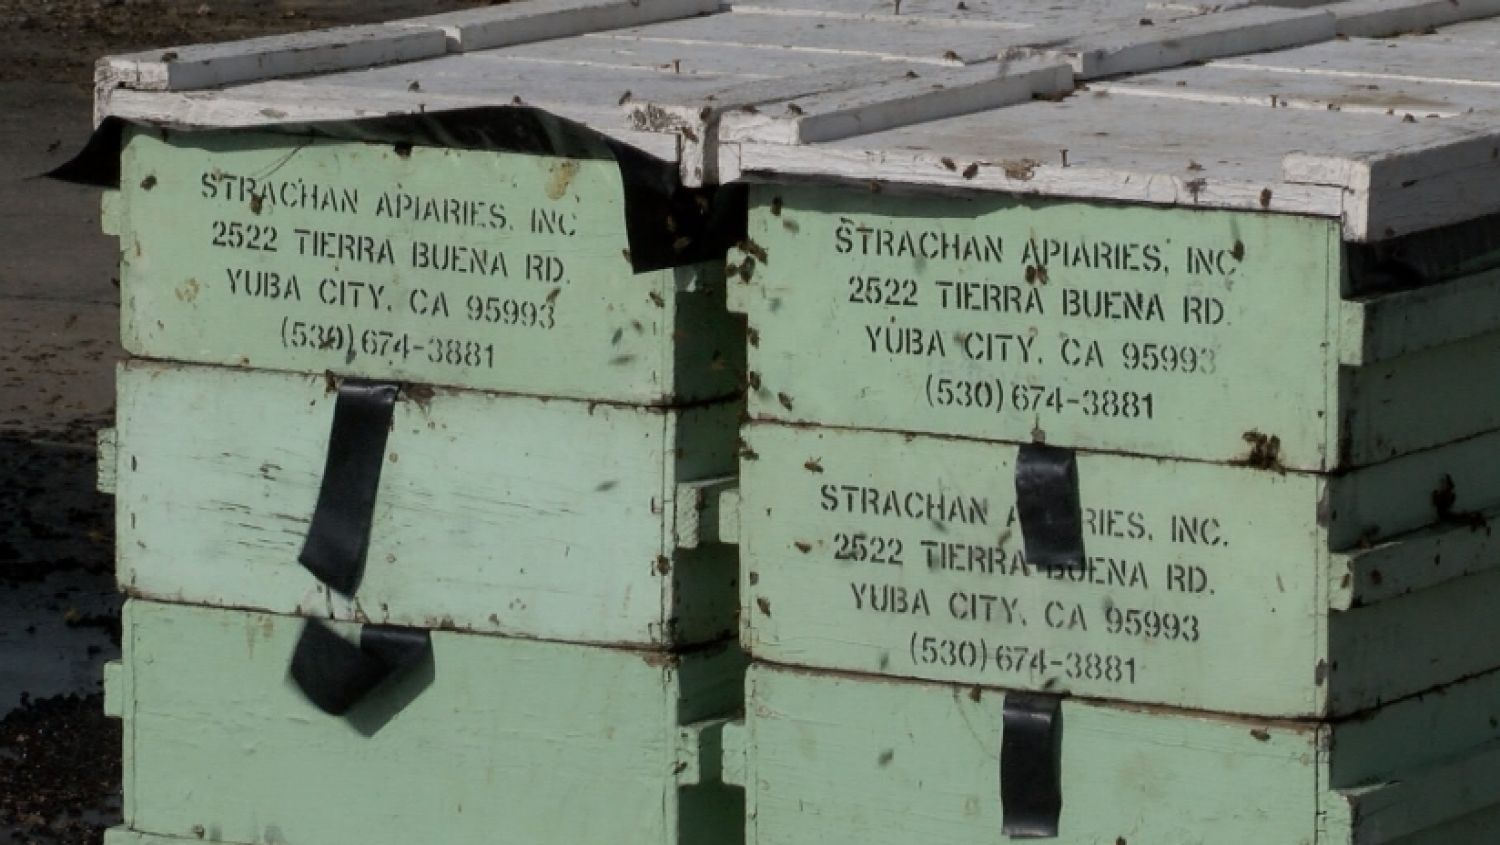 STRACHAN APIARIES, INC
2522 TIERRA BUENA RD.
YUBA CITY, CA 95993
(530) 674-3881
STRACHAN APIARIES, INC
2522 TIERRA BUENA RD.
YUBA CITY, CA 95993
(530) 674-3881
STRACHAN RIES, INC.
2522 TIERRA BUENA RD.
YUBA CITY, CA 95993
(530) 674-3881